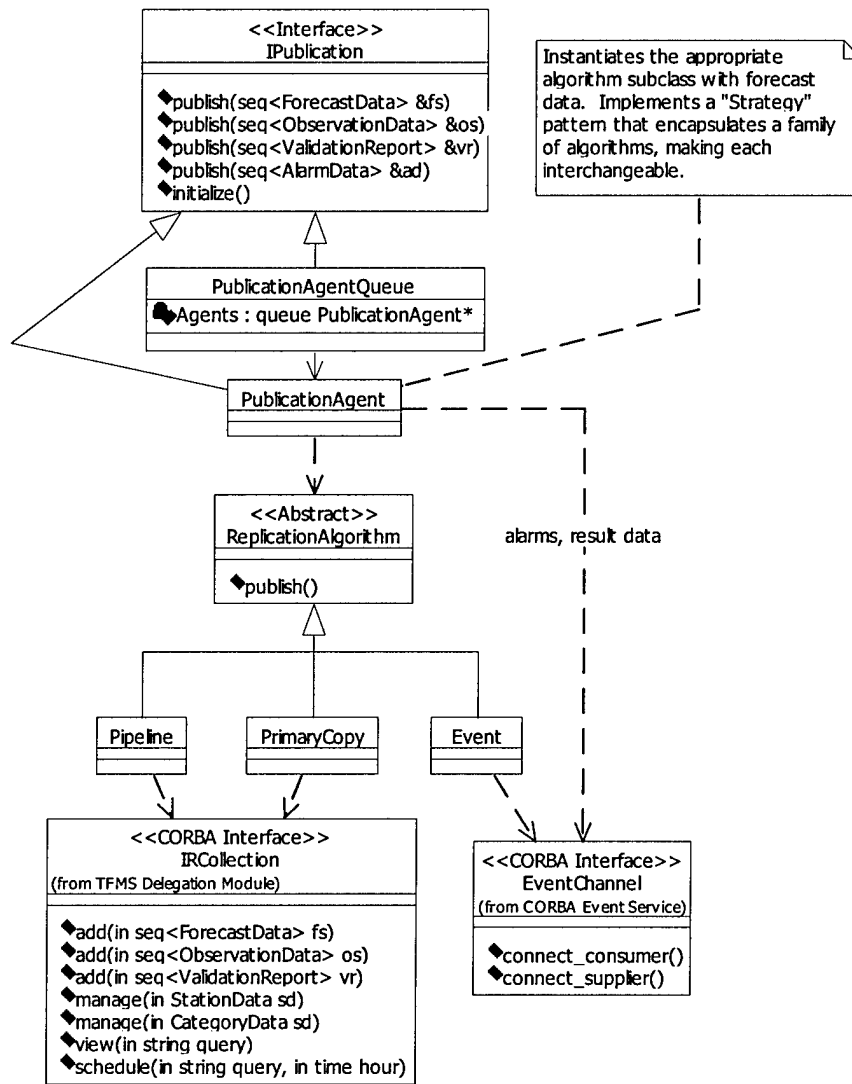 <<Interface>>
IPublication
publish(seq<ForecastData> &fs)
publish(seq<ObservationData> &os)
publish(seq<ValidationReport> &vr)
publish(seq<AlarmData> &ad)
initialize()
Instantiates the appropriate
algorithm subclass with forecast
data. Implements a "Strategy"
pattern that encapsulates a family
of algorithms, making each
interchangeable.
PublicationAgentQueue
Agents : queue PublicationAgent*
PublicationAgent
<<Abstract>>
ReplicationAlgorithm
publish()
alarms, result data
Pipeline
PrimaryCopy
Event
<<CORBA Interface>>
IRCollection
(from TFMS Delegation Module)
add(in seq<ForecastData> fs)
add(in seq<ObservationData> os)
add(in seq<ValidationReport> vr)
manage(in StationData sd)
manage(in CategoryData sd)
view(in string query)
schedule(in string query, in time hour)
<<CORBA Interface>>
EventChannel
(from CORBA Event Service)
connect_consumer()
connect_supplier()